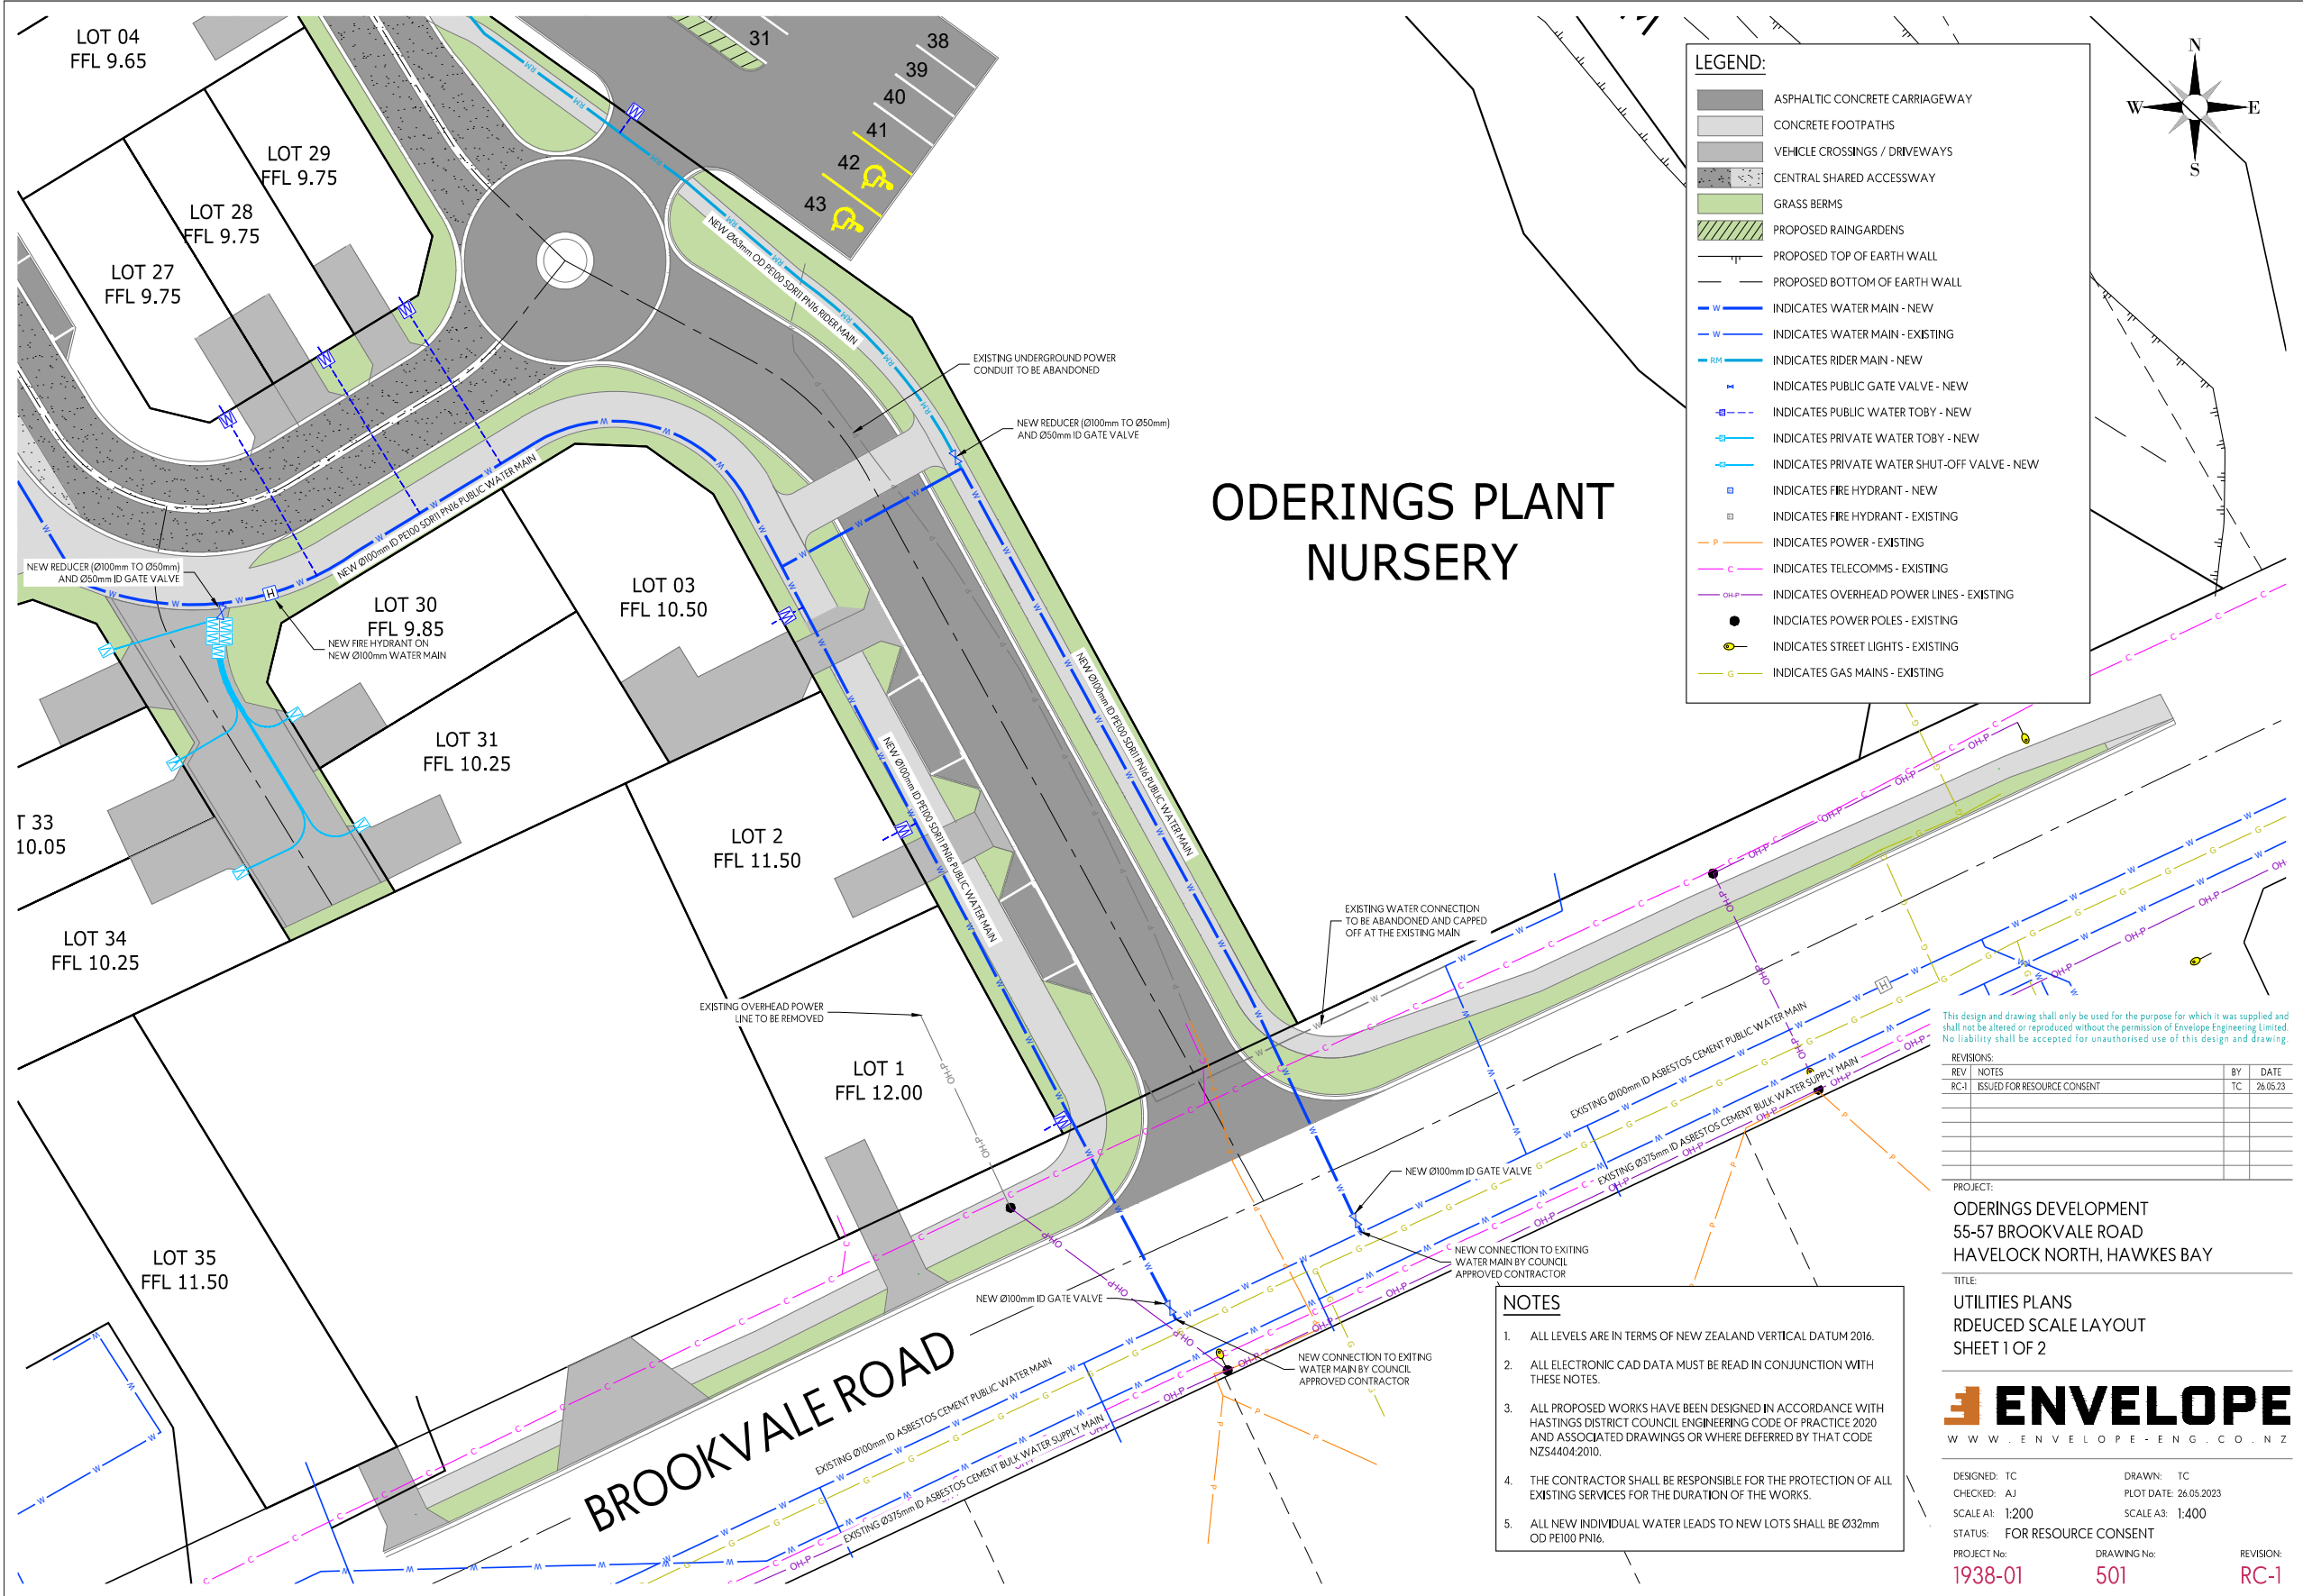 LOT 04
FFL 9.65
LOT 29
FFL 9.75
LOT 28
FFL 9.75
LOT 27
FFL 9.75
31
38
39
40
41
42
43
NEW Ø63mm OD PE100 SDR11 PN16 RIDER MAIN
EXISTING UNDERGROUND POWER
CONDUIT TO BE ABANDONED
NEW REDUCER (Ø100mm TO Ø50mm)
AND Ø50mm ID GATE VALVE
NEW Ø100mm ID PE100 SDR11 PN16 PUBLIC WATER MAIN
NEW REDUCER (Ø100mm TO Ø50mm)
AND Ø50mm ID GATE VALVE
LOT 30
FFL 9.85
NEW FIRE HYDRANT ON
NEW Ø100mm WATER MAIN
LOT 03
FFL 10.50
LOT 31
FFL 10.25
T 33
10.05
LOT 34
FFL 10.25
LOT 2
FFL 11.50
NEW Ø100mm ID PE100 SDR11 PN16 PUBLIC WATER MAIN
NEW Ø100mm ID PE100 SDR11 PN16 PUBLIC WATER MAIN
ODERINGS PLANT
NURSERY
EXISTING WATER CONNECTION
TO BE ABANDONED AND CAPPED
OFF AT THE EXISTING MAIN
EXISTING OVERHEAD POWER
LINE TO BE REMOVED
LOT 1
FFL 12.00
LOT 35
FFL 11.50
EXISTING Ø100mm ID ASBESTOS CEMENT PUBLIC WATER MAIN
EXISTING Ø375mm ID ASBESTOS CEMENT BULK WATER SUPPLY MAIN
NEW Ø100mm ID GATE VALVE
NEW CONNECTION TO EXITING
WATER MAIN BY COUNCIL
APPROVED CONTRACTOR
NEW Ø100mm ID GATE VALVE
NEW CONNECTION TO EXITING
WATER MAIN BY COUNCIL
APPROVED CONTRACTOR
BROOKVALE ROAD
EXISTING Ø100mm ID ASBESTOS CEMENT PUBLIC WATER MAIN
EXISTING Ø375mm ID ASBESTOS CEMENT BULK WATER SUPPLY MAIN
LEGEND:
ASPHALTIC CONCRETE CARRIAGEWAY
CONCRETE FOOTPATHS
VEHICLE CROSSINGS / DRIVEWAYS
CENTRAL SHARED ACCESSWAY
GRASS BERMS
PROPOSED RAINGARDENS
PROPOSED TOP OF EARTH WALL
PROPOSED BOTTOM OF EARTH WALL
W INDICATES WATER MAIN - NEW
W INDICATES WATER MAIN - EXISTING
RM INDICATES RIDER MAIN - NEW
INDICATES PUBLIC GATE VALVE - NEW
INDICATES PUBLIC WATER TOBY - NEW
INDICATES PRIVATE WATER TOBY - NEW
INDICATES PRIVATE WATER SHUT-OFF VALVE - NEW
INDICATES FIRE HYDRANT - NEW
INDICATES FIRE HYDRANT - EXISTING
P INDICATES POWER - EXISTING
C INDICATES TELECOMMS - EXISTING
OH-P INDICATES OVERHEAD POWER LINES - EXISTING
INDCIATES POWER POLES - EXISTING
INDICATES STREET LIGHTS - EXISTING
G INDICATES GAS MAINS - EXISTING
N
W E
S
NOTES
1. ALL LEVELS ARE IN TERMS OF NEW ZEALAND VERTICAL DATUM 2016.
2. ALL ELECTRONIC CAD DATA MUST BE READ IN CONJUNCTION WITH
THESE NOTES.
3. ALL PROPOSED WORKS HAVE BEEN DESIGNED IN ACCORDANCE WITH
HASTINGS DISTRICT COUNCIL ENGINEERING CODE OF PRACTICE 2020
AND ASSOCIATED DRAWINGS OR WHERE DEFERRED BY THAT CODE
NZS4404:2010.
4. THE CONTRACTOR SHALL BE RESPONSIBLE FOR THE PROTECTION OF ALL
EXISTING SERVICES FOR THE DURATION OF THE WORKS.
5. ALL NEW INDIVIDUAL WATER LEADS TO NEW LOTS SHALL BE Ø32mm
OD PE100 PN16.
This design and drawing shall only be used for the purpose for which it was supplied and
shall not be altered or reproduced without the permission of Envelope Engineering Limited.
No liability shall be accepted for unauthorised use of this design and drawing.
REVISIONS:
REV NOTES BY DATE
RC-1 ISSUED FOR RESOURCE CONSENT TC 26.05.23
PROJECT:
ODERINGS DEVELOPMENT
55-57 BROOKVALE ROAD
HAVELOCK NORTH, HAWKES BAY
TITLE:
UTILITIES PLANS
RDEUCED SCALE LAYOUT
SHEET 1 OF 2
ENVELOPE
WWW.ENVELOPE-ENG.CO.NZ
DESIGNED: TC DRAWN: TC
CHECKED: AJ PLOT DATE: 26.05.2023
SCALE A1: 1:200 SCALE A3: 1:400
STATUS: FOR RESOURCE CONSENT
PROJECT No: DRAWING No: REVISION:
1938-01 501 RC-1